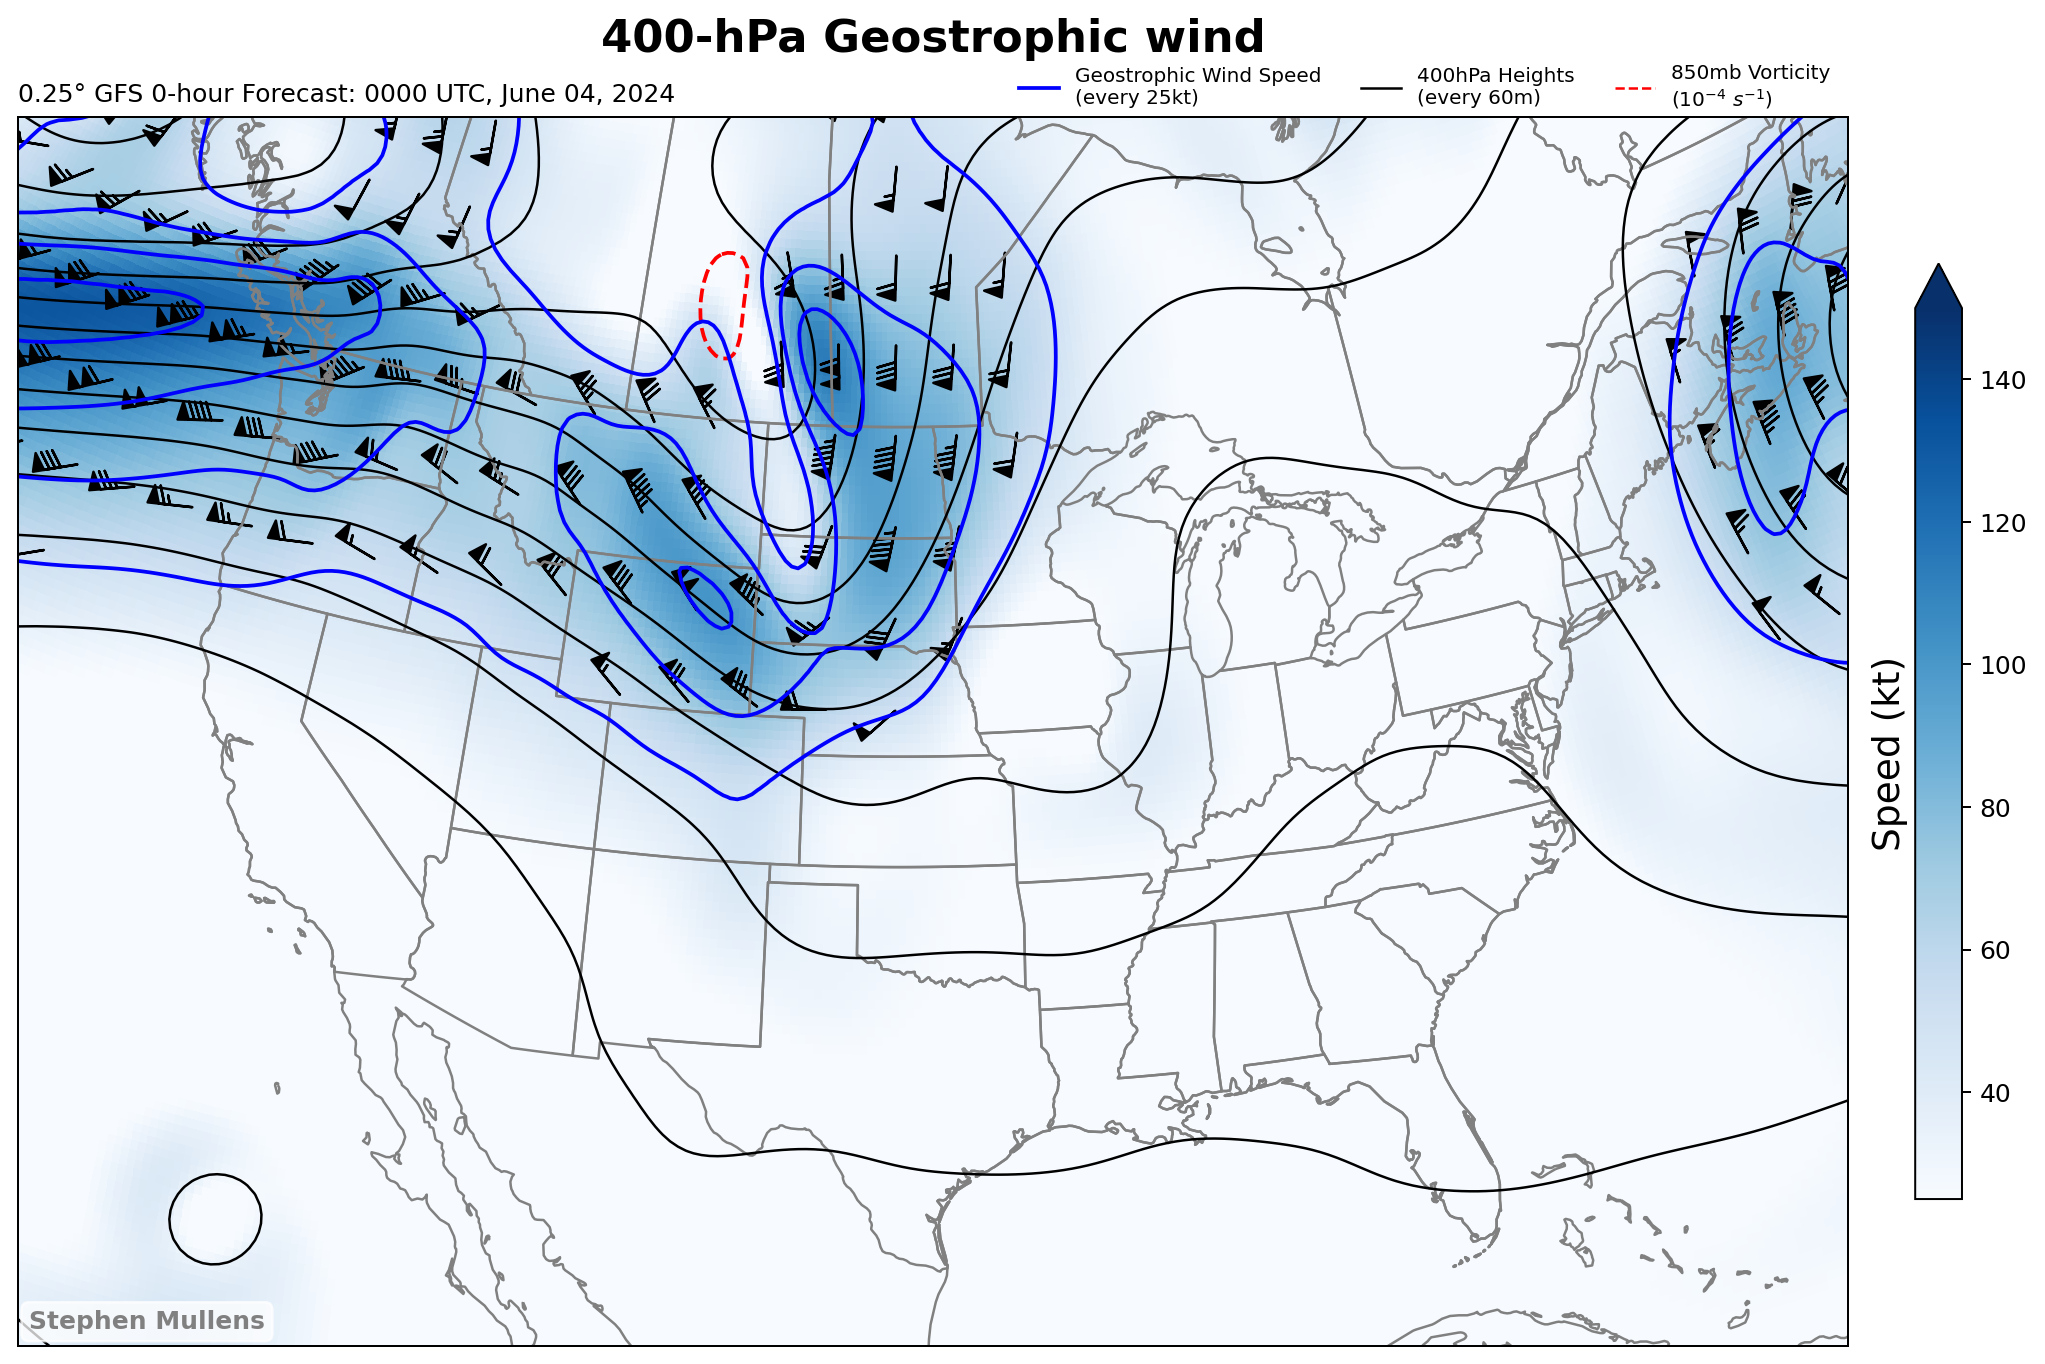 400-hPa Geostrophic wind
0.25° GFS 0-hour Forecast: 0000 UTC, June 04, 2024
Geostrophic Wind Speed
(every 25kt)
400hPa Heights
(every 60m)
850mb Vorticity
(10⁻⁴ s⁻¹)
140
120
100
80
60
40
Speed (kt)
Stephen Mullens